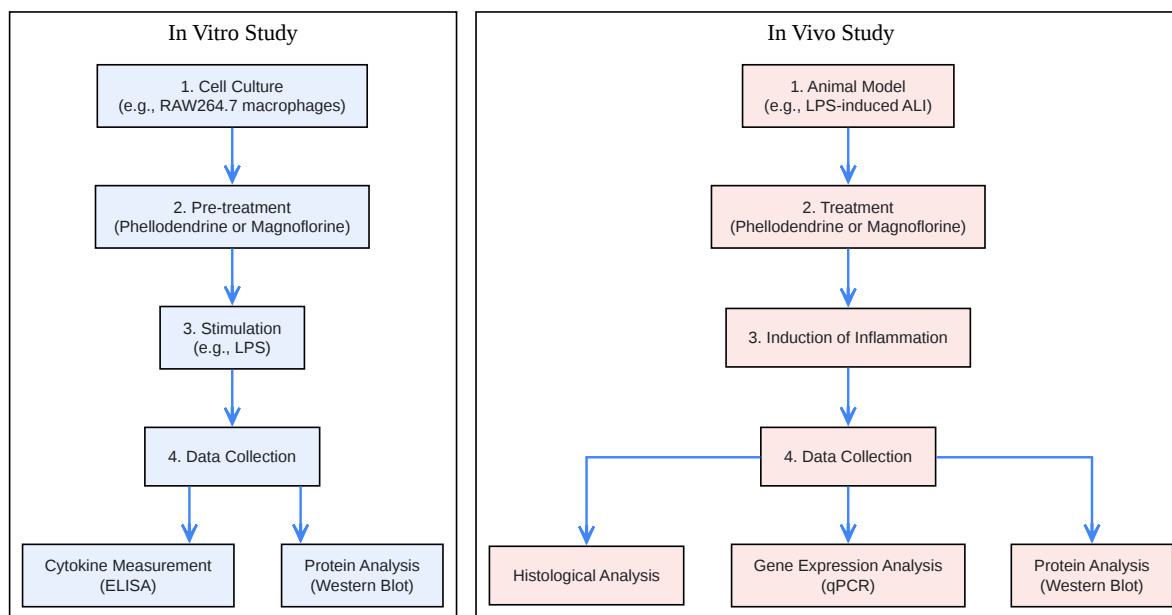 In Vitro Study
1. Cell Culture
(e.g., RAW264.7 macrophages)
2. Pre-treatment
(Phellodendrine or Magnoflorine)
3. Stimulation
(e.g., LPS)
4. Data Collection
Cytokine Measurement
(ELISA)
Protein Analysis
(Western Blot)
In Vivo Study
1. Animal Model
(e.g., LPS-induced ALI)
2. Treatment
(Phellodendrine or Magnoflorine)
3. Induction of Inflammation
4. Data Collection
Histological Analysis
Gene Expression Analysis
(qPCR)
Protein Analysis
(Western Blot)